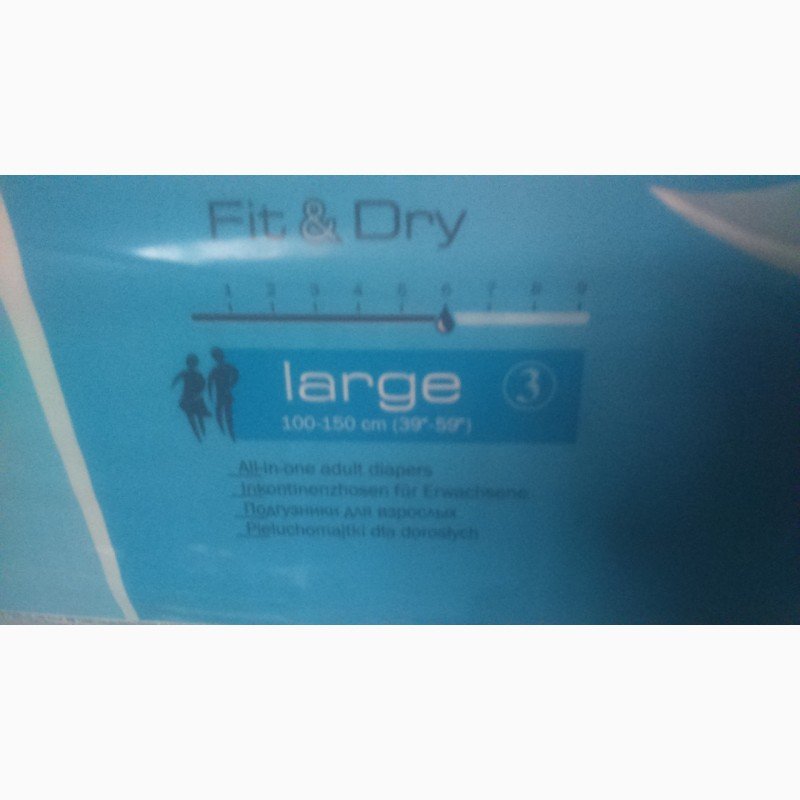 Fit & Dry
1 2 3 4 5 6 7 8 9
large 3
100-150 cm (39"-59")
All-in-one adult diapers
Inkontinenzhosen für Erwachsene
Подгузники для взрослых
Pieluchomajtki dla dorosłych